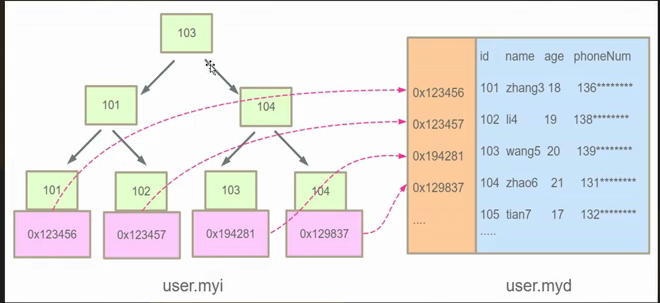 103
101
104
101
102
103
104
0x123456
0x123457
0x194281
0x129837
user.myi
id name age phoneNum
0x123456 101 zhang3 18 136********
0x123457 102 li4 19 138********
0x194281 103 wang5 20 139********
0x129837 104 zhao6 21 131********
.... 105 tian7 17 132********
.....
user.myd